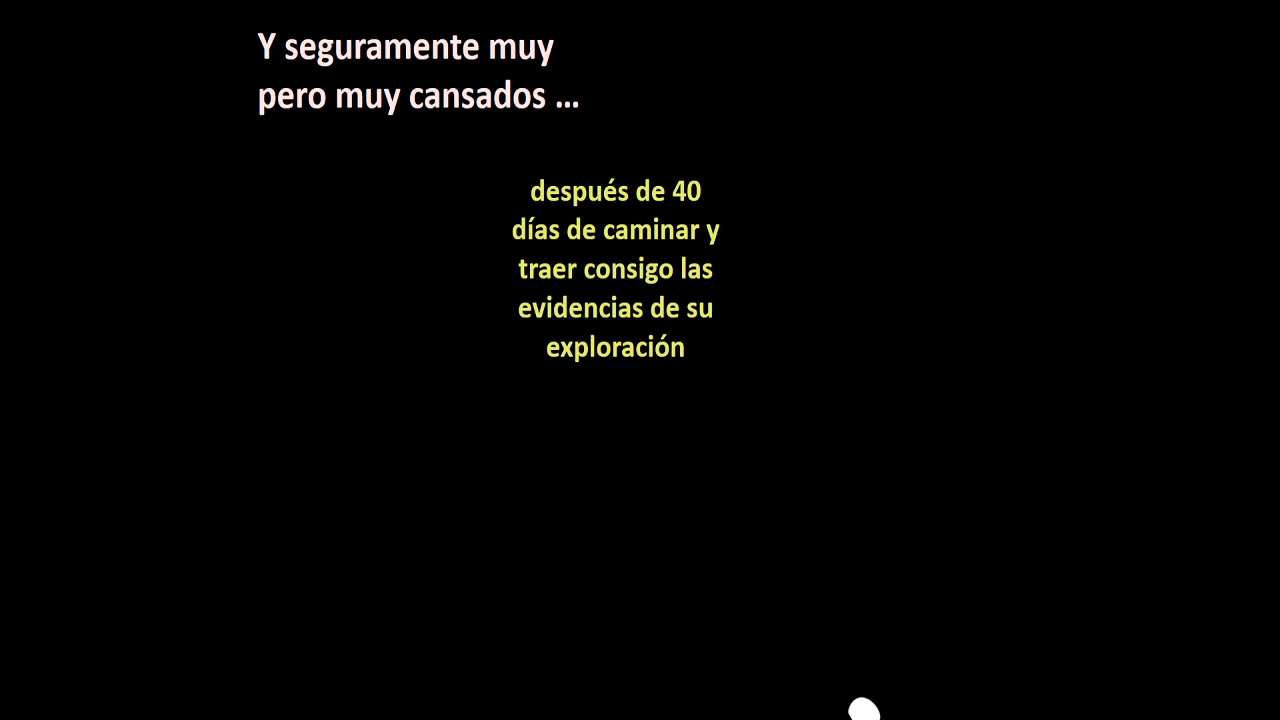 Y seguramente muy
pero muy cansados ...
después de 40
días de caminar y
traer consigo las
evidencias de su
exploración